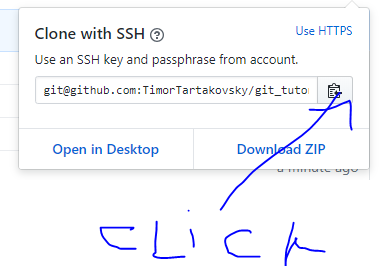 Clone with SSH ?
Use HTTPS
Use an SSH key and passphrase from account.
git@github.com:TimorTartakovsky/git_tuto
Open in Desktop
Download ZIP
a minute ago
CLiCK